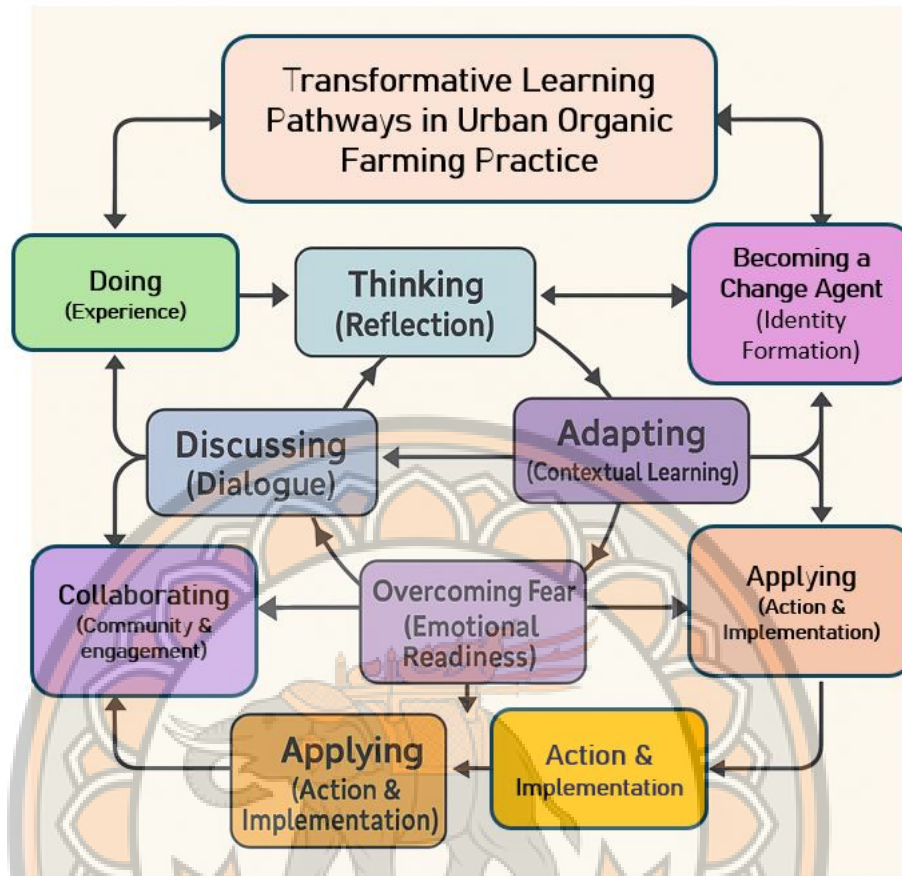 Transformative Learning
Pathways in Urban Organic
Farming Practice
Doing
(Experience)
Thinking
(Reflection)
Becoming a
Change Agent
(Identity
Formation)
Discussing
(Dialogue)
Adapting
(Contextual Learning)
Collaborating
(Community &
engagement)
Overcoming Fear
(Emotional
Readiness)
Applying
(Action &
Implementation)
Applying
(Action &
Implementation)
Action &
Implementation